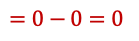 = 0 − 0 = 0